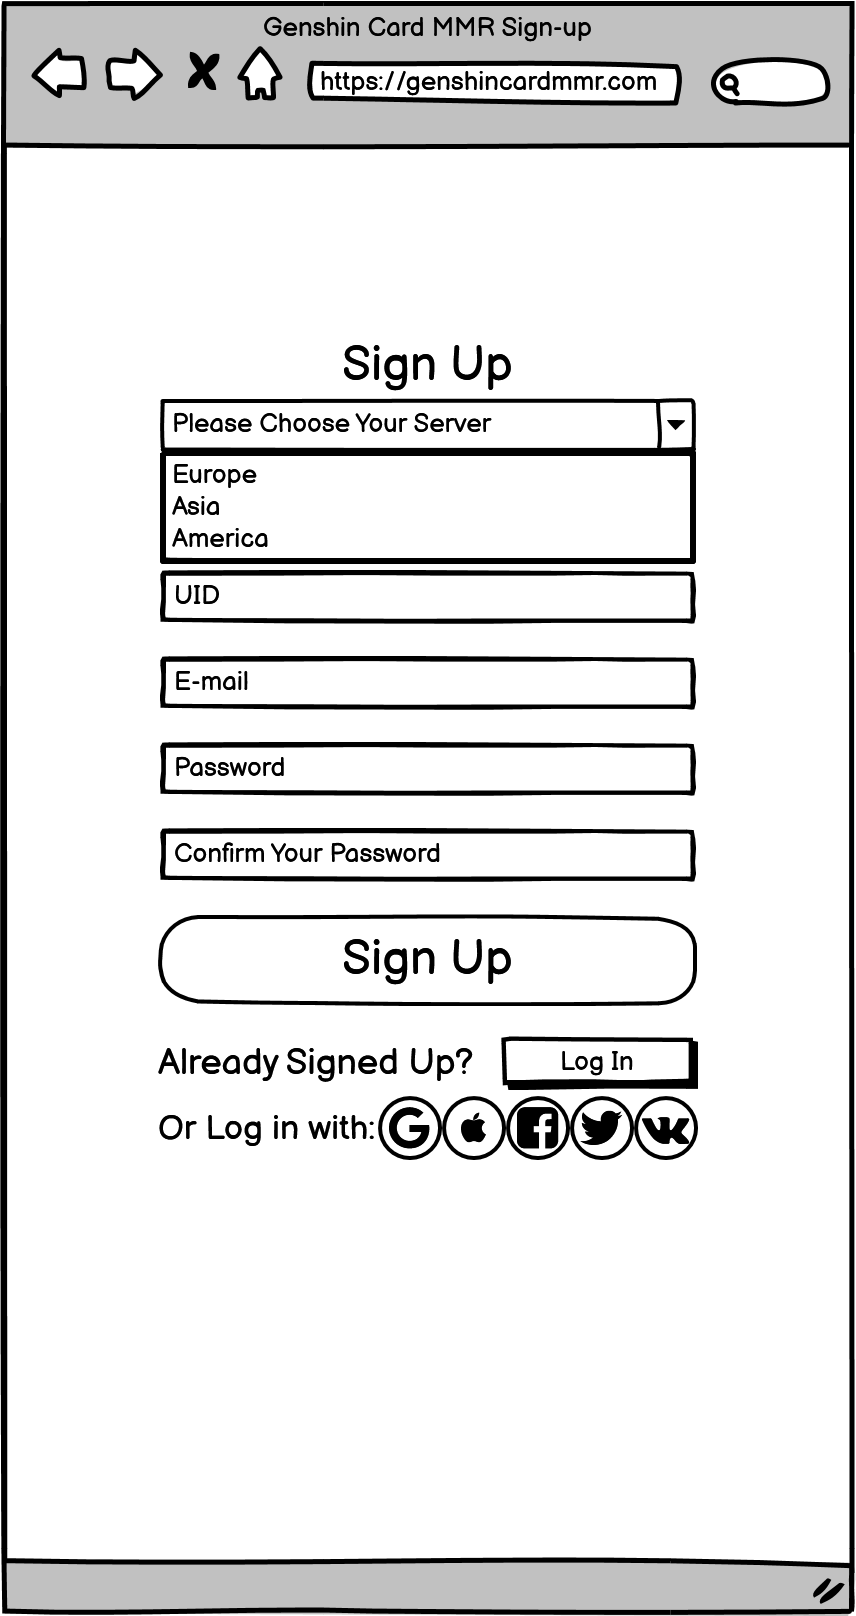 Genshin Card MMR Sign-up
https://genshincardmmr.com
Sign Up
Please Choose Your Server
Europe
Asia
America
UID
E-mail
Password
Confirm Your Password
Sign Up
Already Signed Up? Log In
Or Log in with: